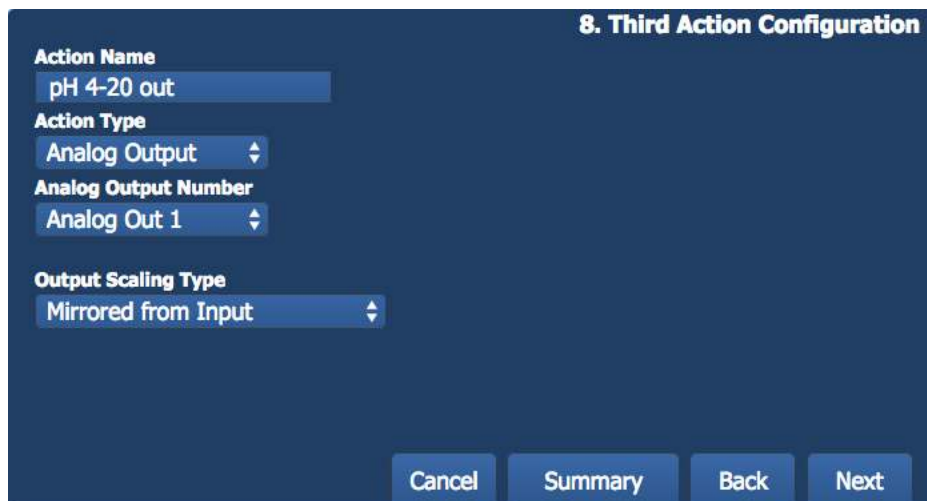 8. Third Action Configuration
Action Name
pH 4-20 out
Action Type
Analog Output
Analog Output Number
Analog Out 1
Output Scaling Type
Mirrored from Input
Cancel Summary Back Next